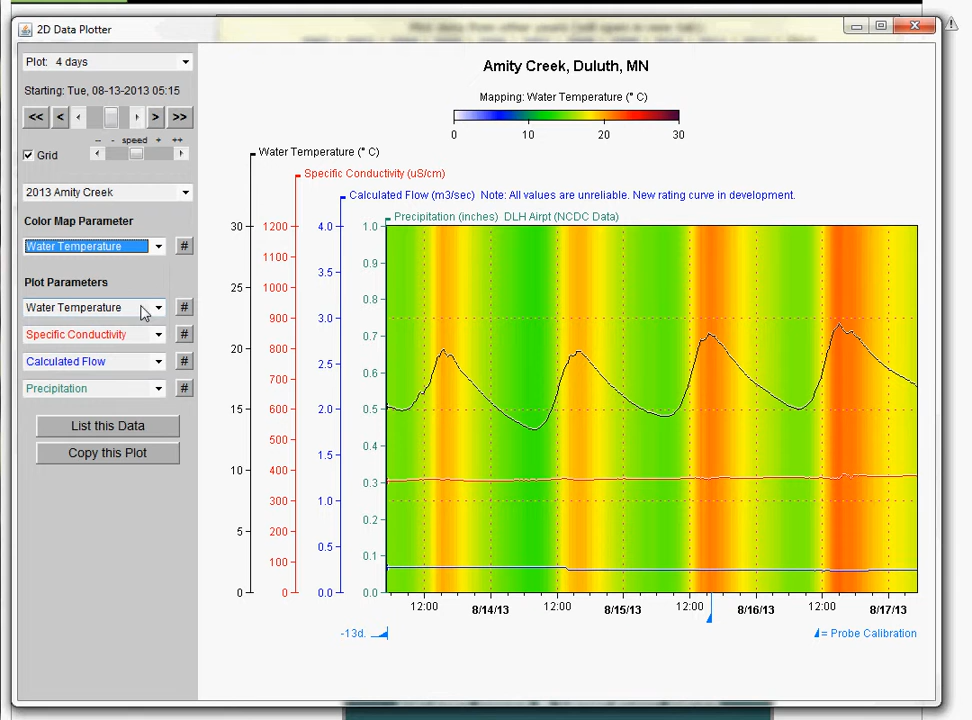 2D Data Plotter
Plot: 4 days
Starting: Tue, 08-13-2013 05:15
<< < > >>
-- - speed + ++
Grid
2013 Amity Creek
Color Map Parameter
Water Temperature #
Plot Parameters
Water Temperature #
Specific Conductivity #
Calculated Flow #
Precipitation #
List this Data
Copy this Plot
Amity Creek, Duluth, MN
Mapping: Water Temperature (° C)
0 10 20 30
Water Temperature (° C)
Specific Conductivity (uS/cm)
Calculated Flow (m3/sec) Note: All values are unreliable. New rating curve in development.
Precipitation (inches) DLH Airpt (NCDC Data)
30 1200 4.0 1.0
1100 0.9
3.5
25 1000 0.8
900 3.0 0.7
20 800
2.5
700 0.6
15 600 2.0 0.5
500 0.4
1.5
10 400
0.3
300 1.0
0.2
5 200
0.5
100 0.1
0 0 0.0 0.0
12:00 8/14/13 12:00 8/15/13 12:00 8/16/13 12:00 8/17/13
-13d. = Probe Calibration